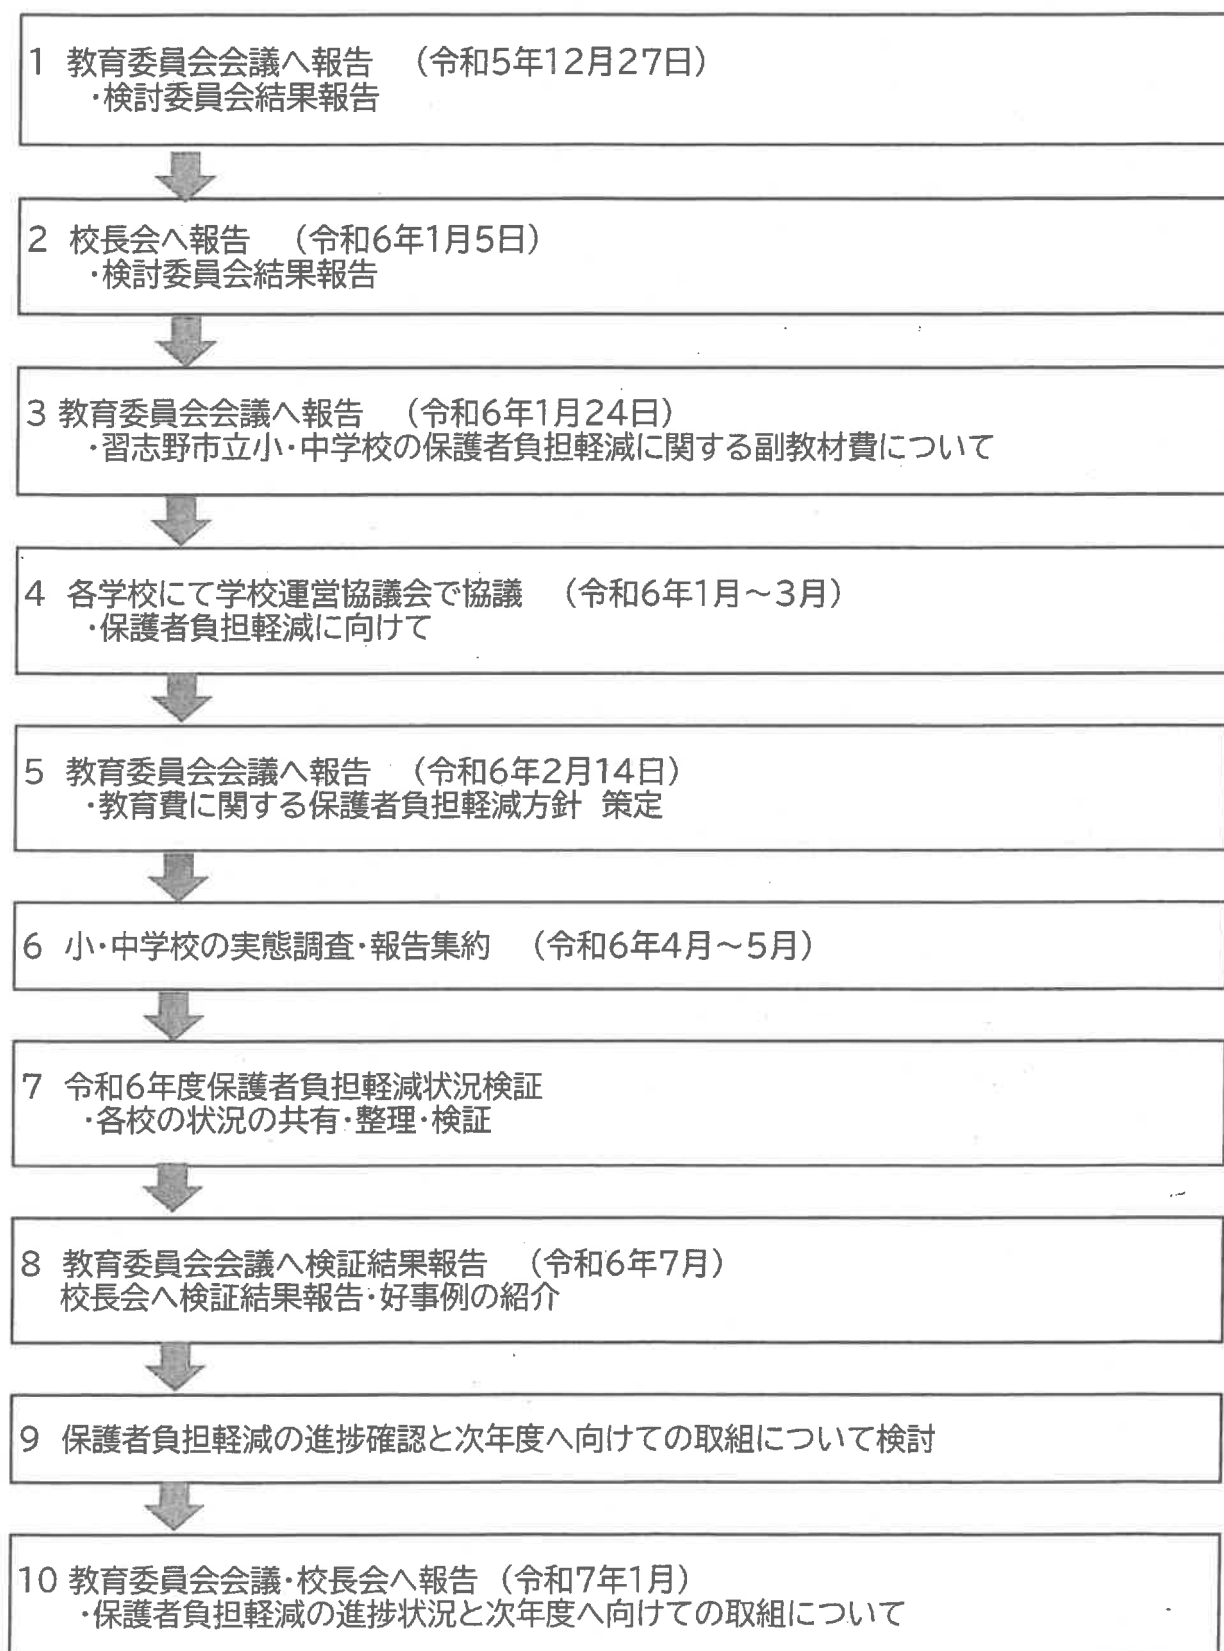 1 教育委員会会議へ報告 （令和5年12月27日）
・検討委員会結果報告
2 校長会へ報告 （令和6年1月5日）
・検討委員会結果報告
3 教育委員会会議へ報告 （令和6年1月24日）
・習志野市立小・中学校の保護者負担軽減に関する副教材費について
4 各学校にて学校運営協議会で協議 （令和6年1月～3月）
・保護者負担軽減に向けて
5 教育委員会会議へ報告 （令和6年2月14日）
・教育費に関する保護者負担軽減方針 策定
6 小・中学校の実態調査・報告集約 （令和6年4月～5月）
7 令和6年度保護者負担軽減状況検証
・各校の状況の共有・整理・検証
8 教育委員会会議へ検証結果報告 （令和6年7月）
校長会へ検証結果報告・好事例の紹介
9 保護者負担軽減の進捗確認と次年度へ向けての取組について検討
10 教育委員会会議・校長会へ報告 （令和7年1月）
・保護者負担軽減の進捗状況と次年度へ向けての取組について